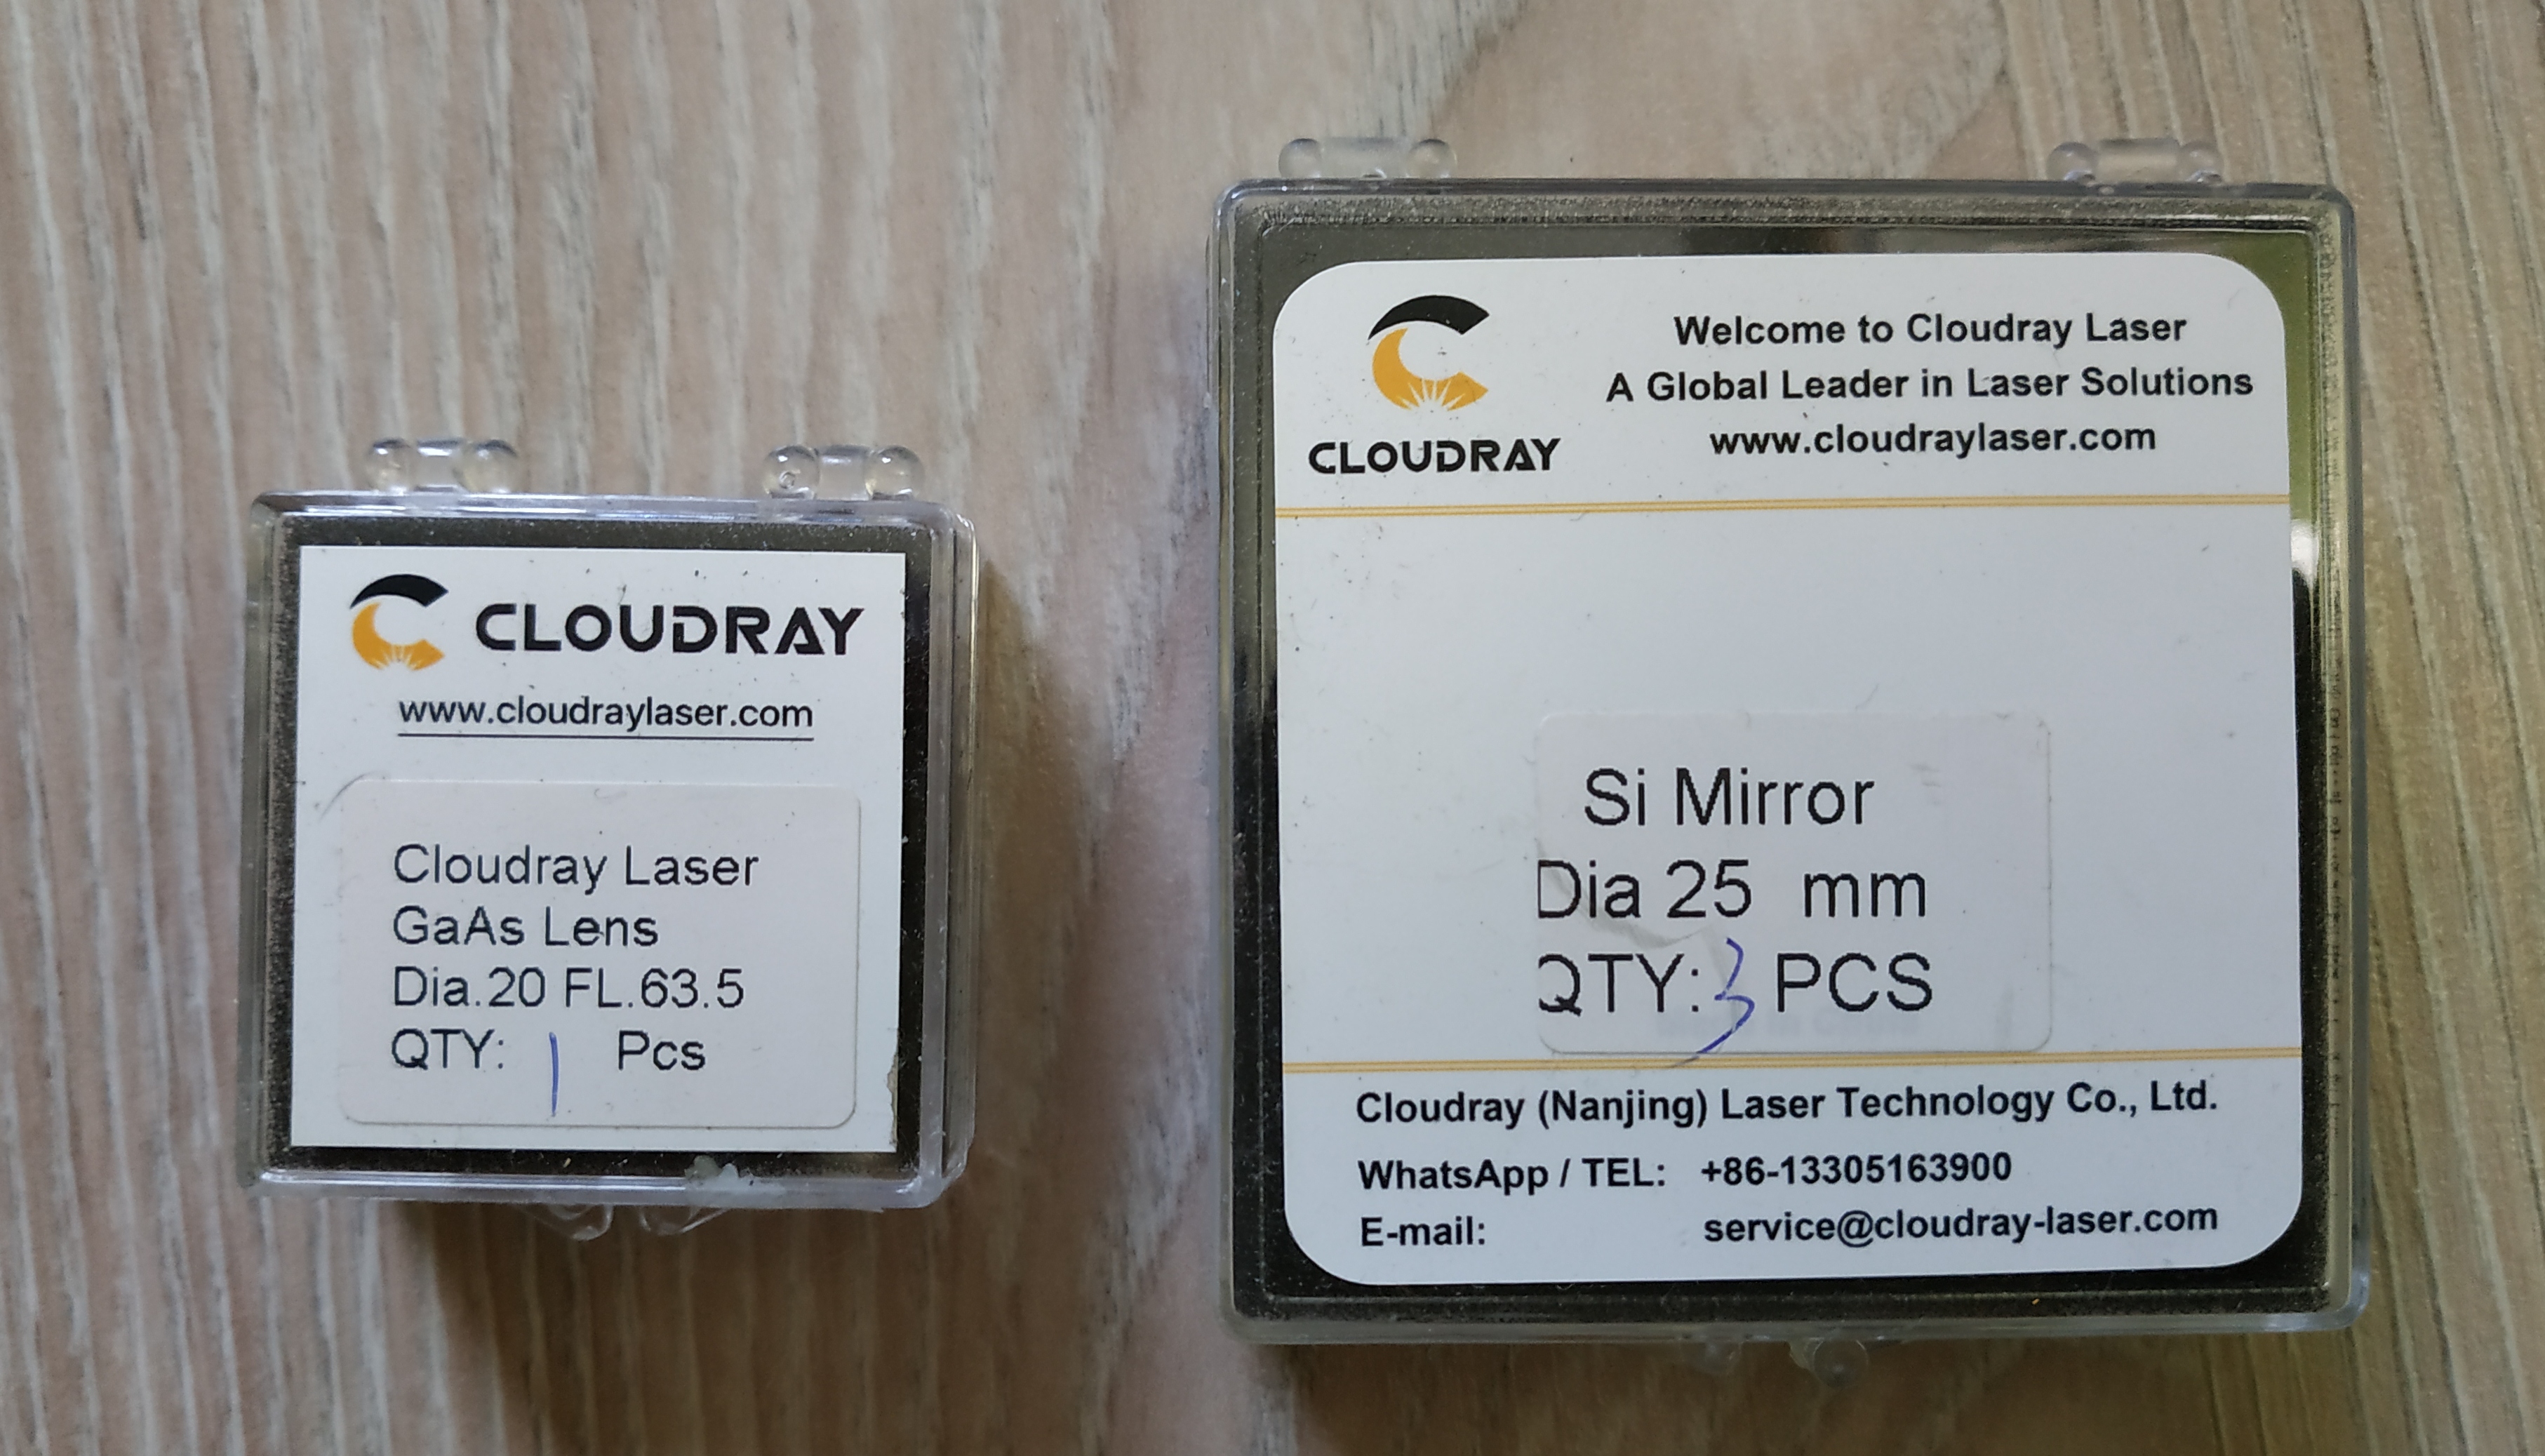 CLOUDRAY
www.cloudraylaser.com
Cloudray Laser
GaAs Lens
Dia.20 FL.63.5
QTY: 1 Pcs
CLOUDRAY
Welcome to Cloudray Laser
A Global Leader in Laser Solutions
www.cloudraylaser.com
Si Mirror
Dia 25 mm
QTY:3 PCS
Cloudray (Nanjing) Laser Technology Co., Ltd.
WhatsApp / TEL: +86-13305163900
E-mail: service@cloudray-laser.com